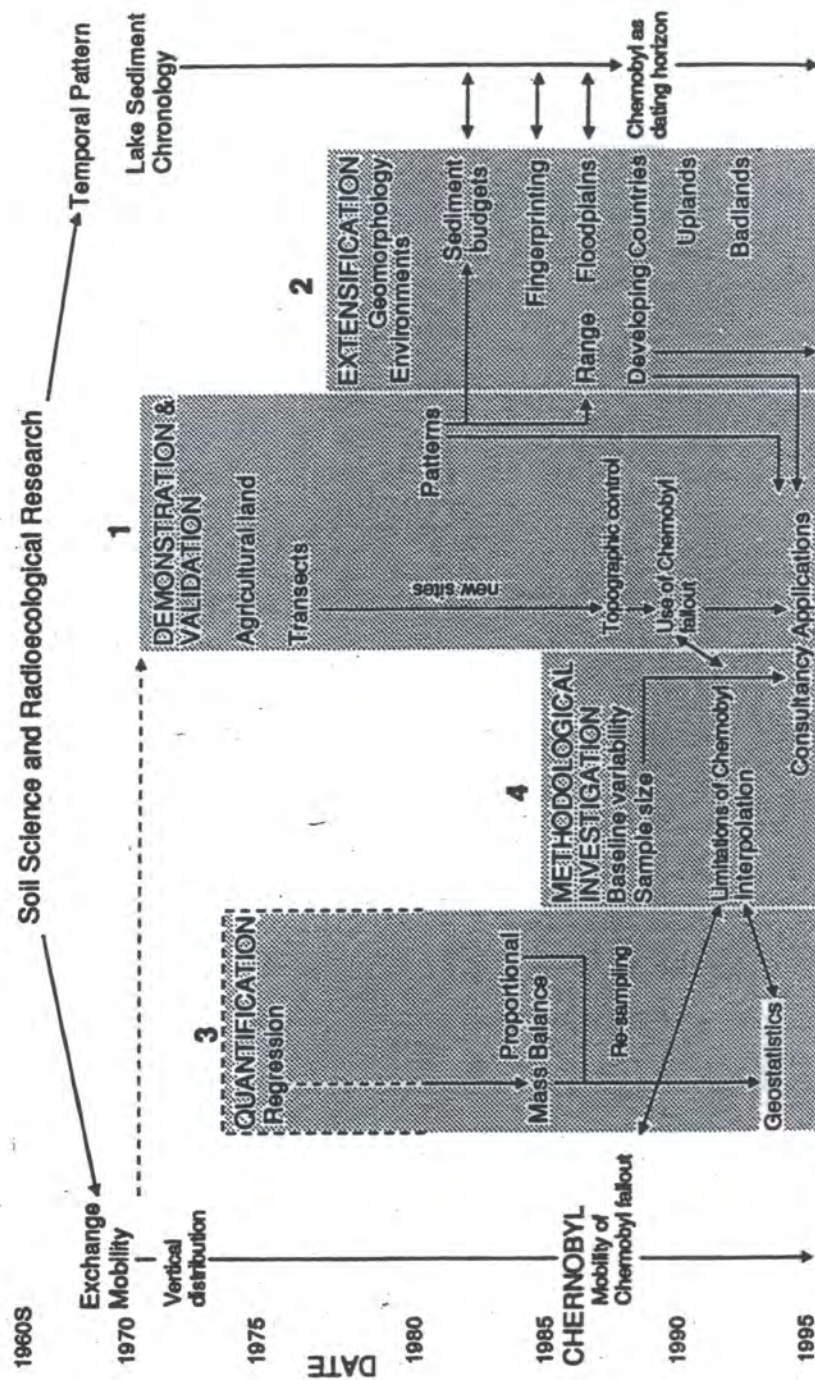 Soil Science and Radioecological Research
Temporal Pattern
Lake Sediment
Chronology
Chernobyl as
dating horizon
1960S
1970
1975
1980
1985
1990
1995
DATE
Exchange
Mobility
Vertical
distribution
CHERNOBYL
Mobility of
Chernobyl fallout
3
QUANTIFICATION
Regression
Proportional
Mass Balance
Re-sampling
Geostatistics
4
METHODOLOGICAL
INVESTIGATION
Baseline variability
Sample size
Limitations of Chernobyl
Interpolation
1
DEMONSTRATION &
VALIDATION
Agricultural land
Transects
new sites
Patterns
Topographic control
Use of Chernobyl
fallout
Consultancy Applications
2
EXTENSIFICATION
Geomorphology
Environments
Sediment
budgets
Fingerprinting
Range Floodplains
Developing Countries
Uplands
Badlands